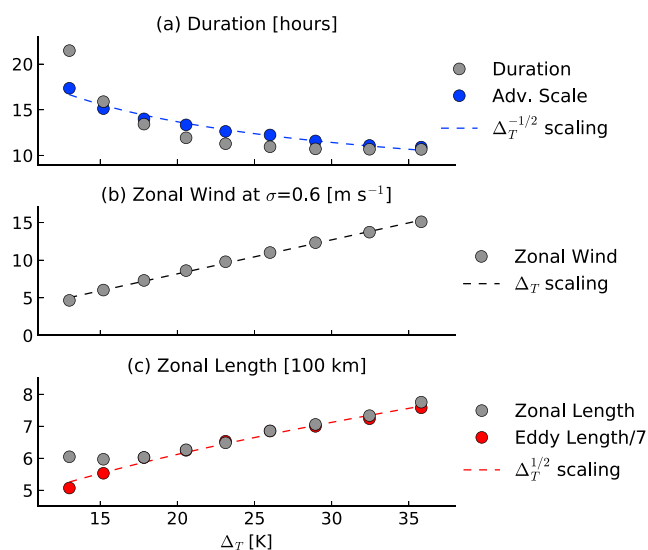 (a) Duration [hours]
20
15
10
Duration
Adv. Scale
Δ_T^{-1/2} scaling
(b) Zonal Wind at σ=0.6 [m s⁻¹]
15
10
5
0
Zonal Wind
Δ_T scaling
(c) Zonal Length [100 km]
8
7
6
5
Zonal Length
Eddy Length/7
Δ_T^{1/2} scaling
15 20 25 30 35
Δ_T [K]